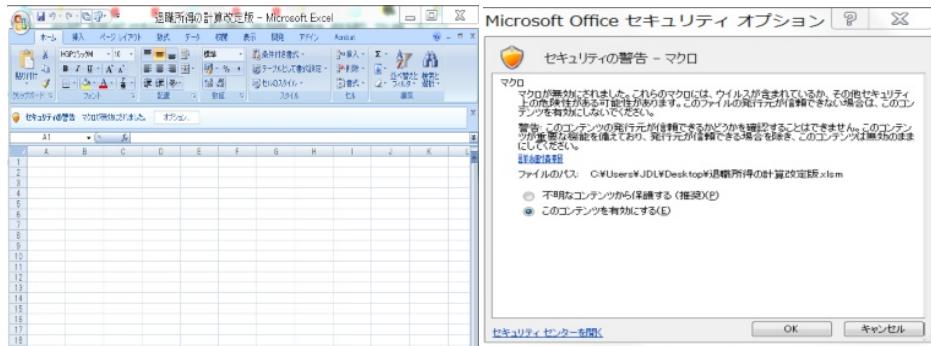 退職所得の計算改定版 - Microsoft Excel
ホーム 挿入 ページ レイアウト 数式 データ 校閲 表示 開発 アドイン Acrobat
貼り付け
HGPｺﾞｼｯｸM
標準
条件付き書式
テーブルとして書式設定
セルのスタイル
挿入
削除
書式
並べ替えと フィルタ
検索と 選択
クリップボード フォント 配置 数値 スタイル セル 編集
セキュリティの警告 マクロが無効にされました。 オプション...
A1
A B C D E F G H I J K L
1
2
3
4
5
6
7
8
9
10
11
12
13
14
15
16
17
18
Microsoft Office セキュリティ オプション
セキュリティの警告 - マクロ
マクロ
マクロが無効にされました。これらのマクロには、ウイルスが含まれているか、その他セキュリティ
上の危険性がある可能性があります。このファイルの発行元が信頼できない場合は、このコン
テンツを有効にしないでください。
警告: このコンテンツの発行元が信頼できるかどうかを確認することはできません。このコンテン
ツが重要な機能を備えており、発行元が信頼できる場合を除き、このコンテンツは無効のまま
にしてください。
詳細情報
ファイルのパス: C:¥Users¥JDL¥Desktop¥退職所得の計算改定版.xlsm
不明なコンテンツから保護する (推奨)(P)
このコンテンツを有効にする(E)
セキュリティ センターを開く
OK
キャンセル